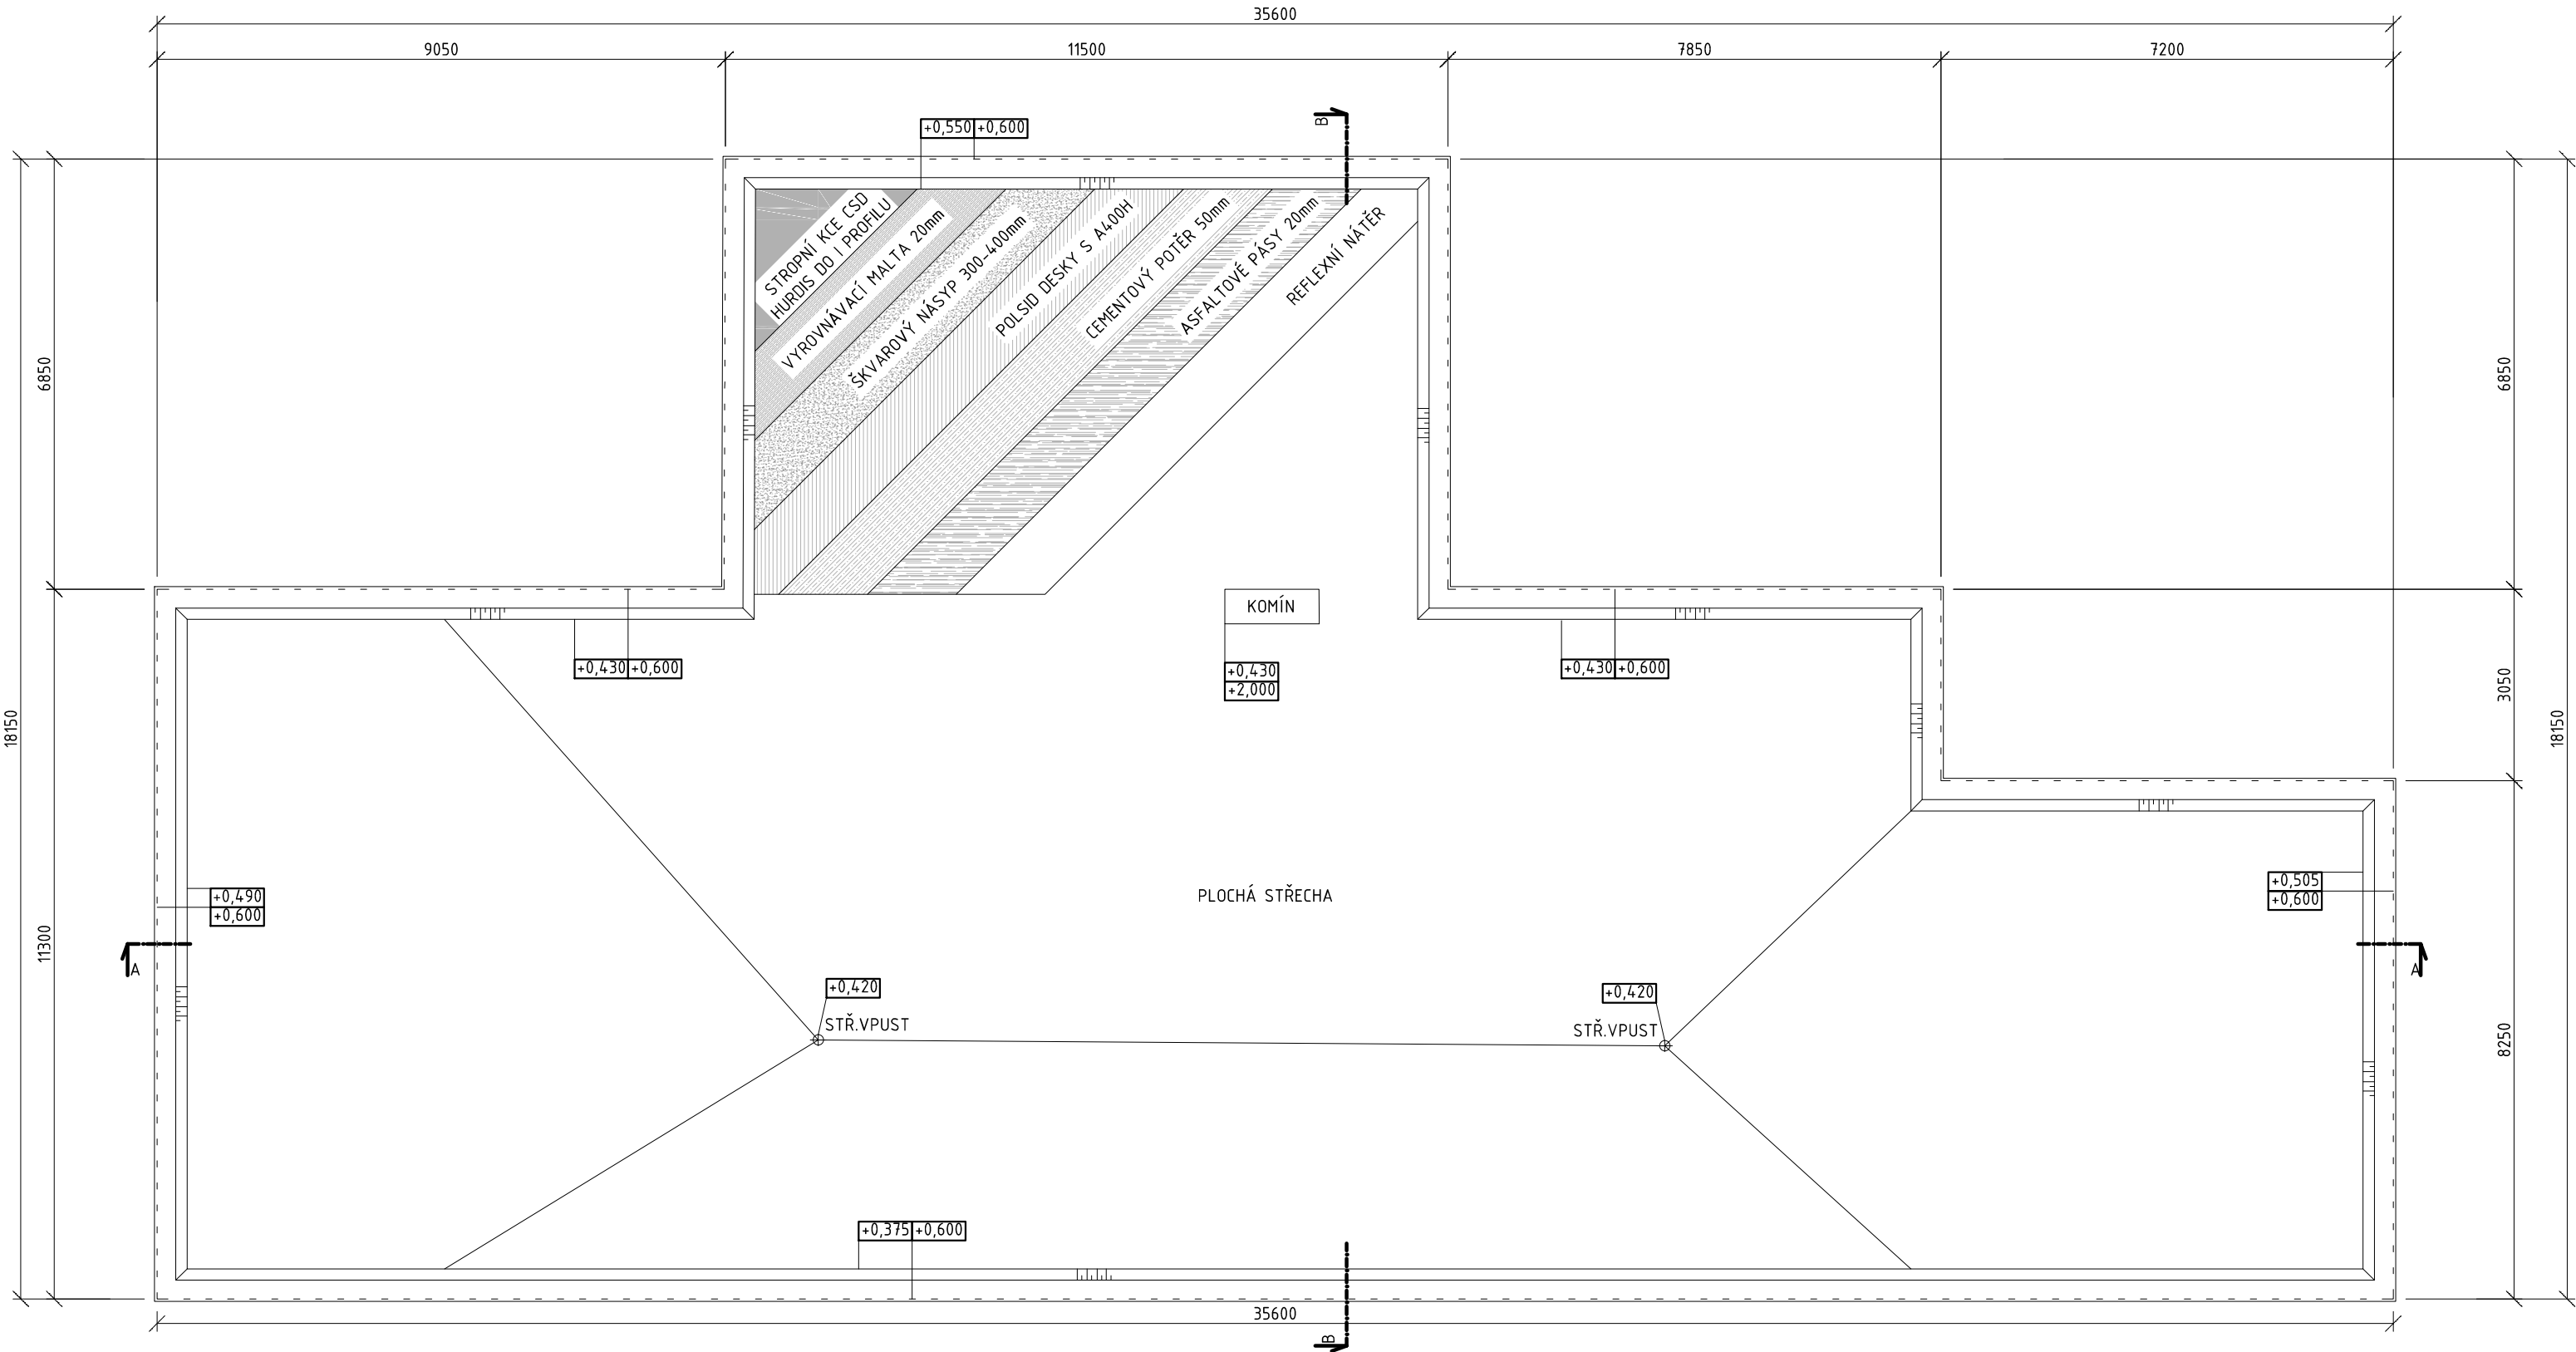 35600
9050
11500
7850
7200
B
+0,550 +0,600
STROPNÍ KCE CSD
HURDIS DO I PROFILU
VYROVNÁVACÍ MALTA 20mm
ŠKVAROVÝ NÁSYP 300-400mm
POLSID DESKY S A400H
CEMENTOVÝ POTĚR 50mm
ASFALTOVÉ PÁSY 20mm
REFLEXNÍ NÁTĚR
6850
6850
KOMÍN
+0,430 +0,600
+0,430
+2,000
+0,430 +0,600
3050
18150
18150
+0,490
+0,600
PLOCHÁ STŘECHA
+0,505
+0,600
11300
A
A
+0,420
STŘ.VPUST
+0,420
STŘ.VPUST
8250
+0,375 +0,600
35600
B